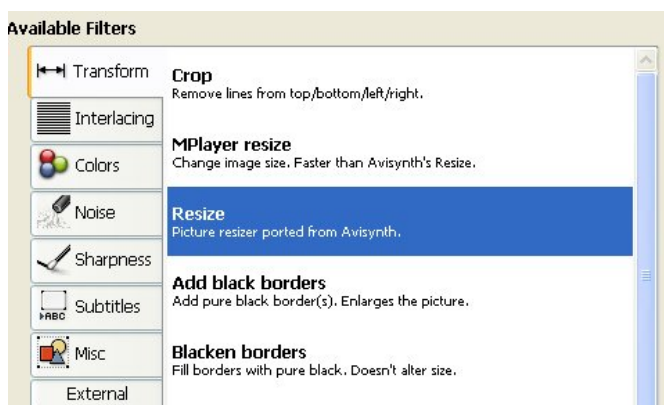 Available Filters
Transform
Interlacing
Colors
Noise
Sharpness
ABC
Subtitles
Misc
External
Crop
Remove lines from top/bottom/left/right.
MPlayer resize
Change image size. Faster than Avisynth's Resize.
Resize
Picture resizer ported from Avisynth.
Add black borders
Add pure black border(s). Enlarges the picture.
Blacken borders
Fill borders with pure black. Doesn't alter size.